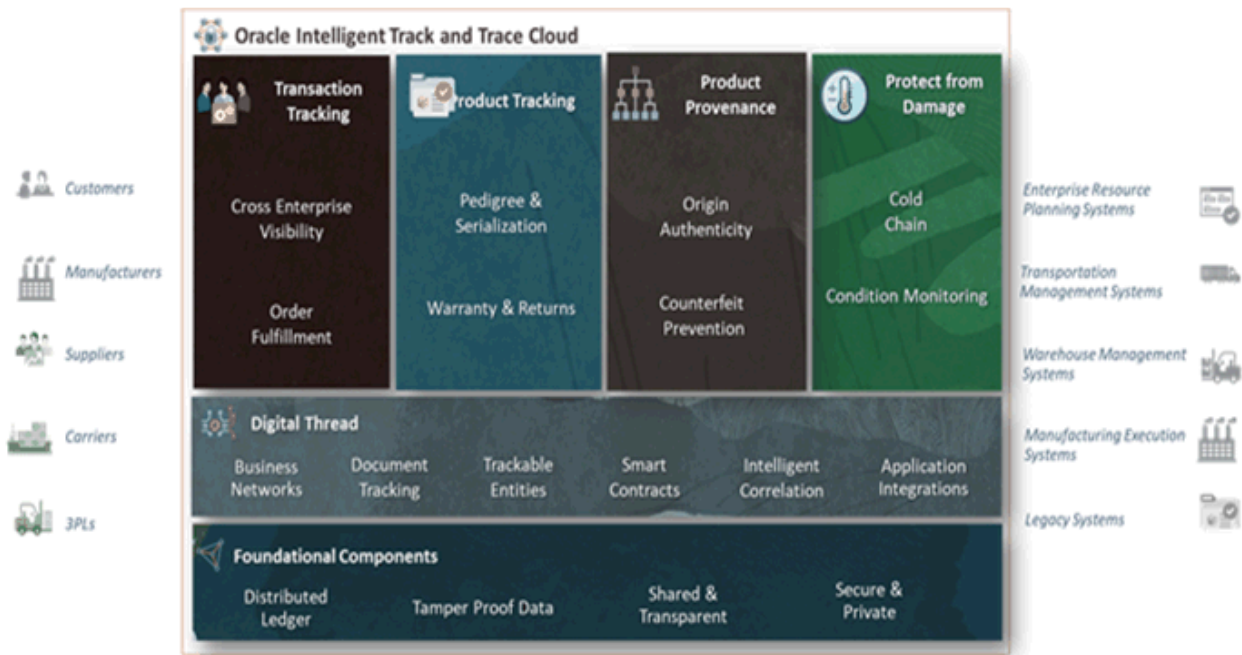 Oracle Intelligent Track and Trace Cloud
Transaction
Tracking
Cross Enterprise
Visibility
Order
Fulfillment
Product Tracking
Pedigree &
Serialization
Warranty & Returns
Product
Provenance
Origin
Authenticity
Counterfeit
Prevention
Protect from
Damage
Cold
Chain
Condition Monitoring
Digital Thread
Business
Networks
Document
Tracking
Trackable
Entities
Smart
Contracts
Intelligent
Correlation
Application
Integrations
Foundational Components
Distributed
Ledger
Tamper Proof Data
Shared &
Transparent
Secure &
Private
Customers
Manufacturers
Suppliers
Carriers
3PLs
Enterprise Resource
Planning Systems
Transportation
Management Systems
Warehouse Management
Systems
Manufacturing Execution
Systems
Legacy Systems